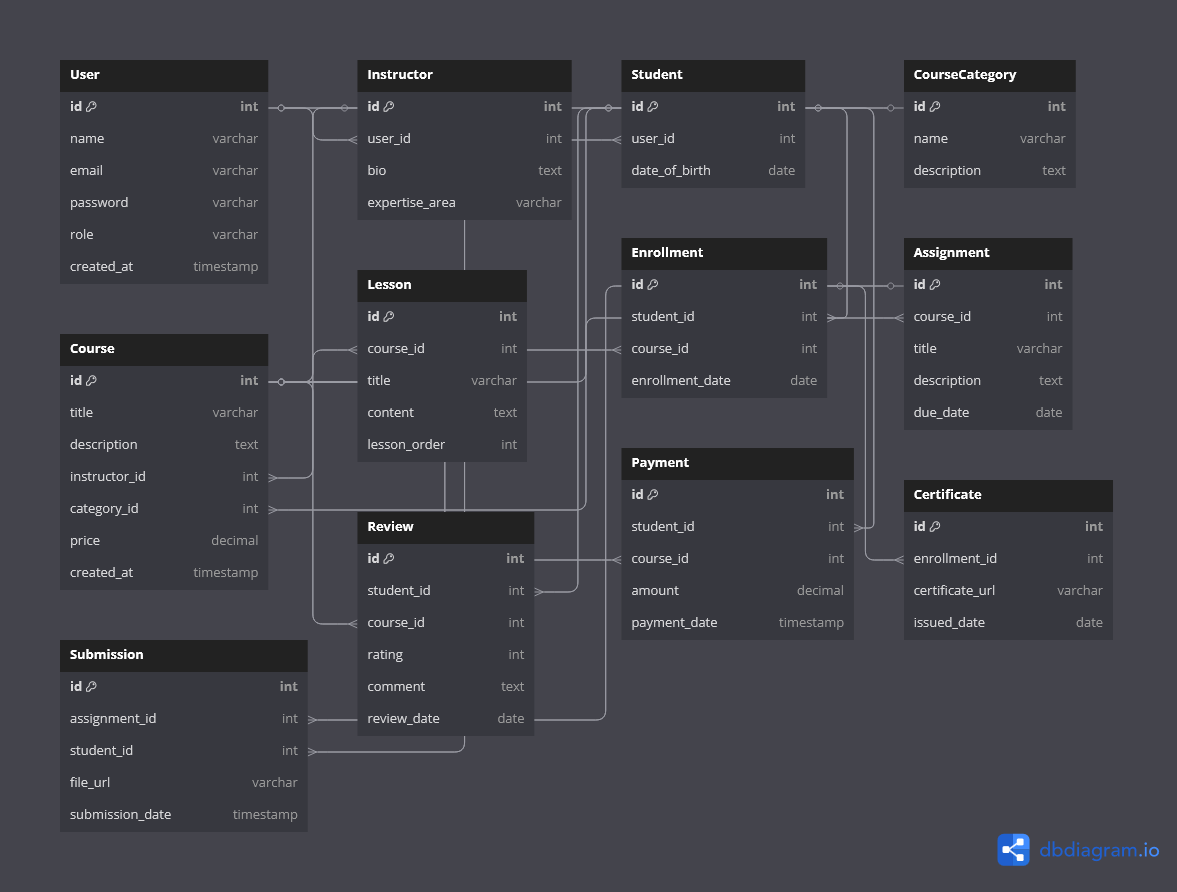 User
id int
name varchar
email varchar
password varchar
role varchar
created_at timestamp
Instructor
id int
user_id int
bio text
expertise_area varchar
Student
id int
user_id int
date_of_birth date
CourseCategory
id int
name varchar
description text
Lesson
id int
course_id int
title varchar
content text
lesson_order int
Enrollment
id int
student_id int
course_id int
enrollment_date date
Assignment
id int
course_id int
title varchar
description text
due_date date
Course
id int
title varchar
description text
instructor_id int
category_id int
price decimal
created_at timestamp
Review
id int
student_id int
course_id int
rating int
comment text
review_date date
Payment
id int
student_id int
course_id int
amount decimal
payment_date timestamp
Certificate
id int
enrollment_id int
certificate_url varchar
issued_date date
Submission
id int
assignment_id int
student_id int
file_url varchar
submission_date timestamp
dbdiagram.io